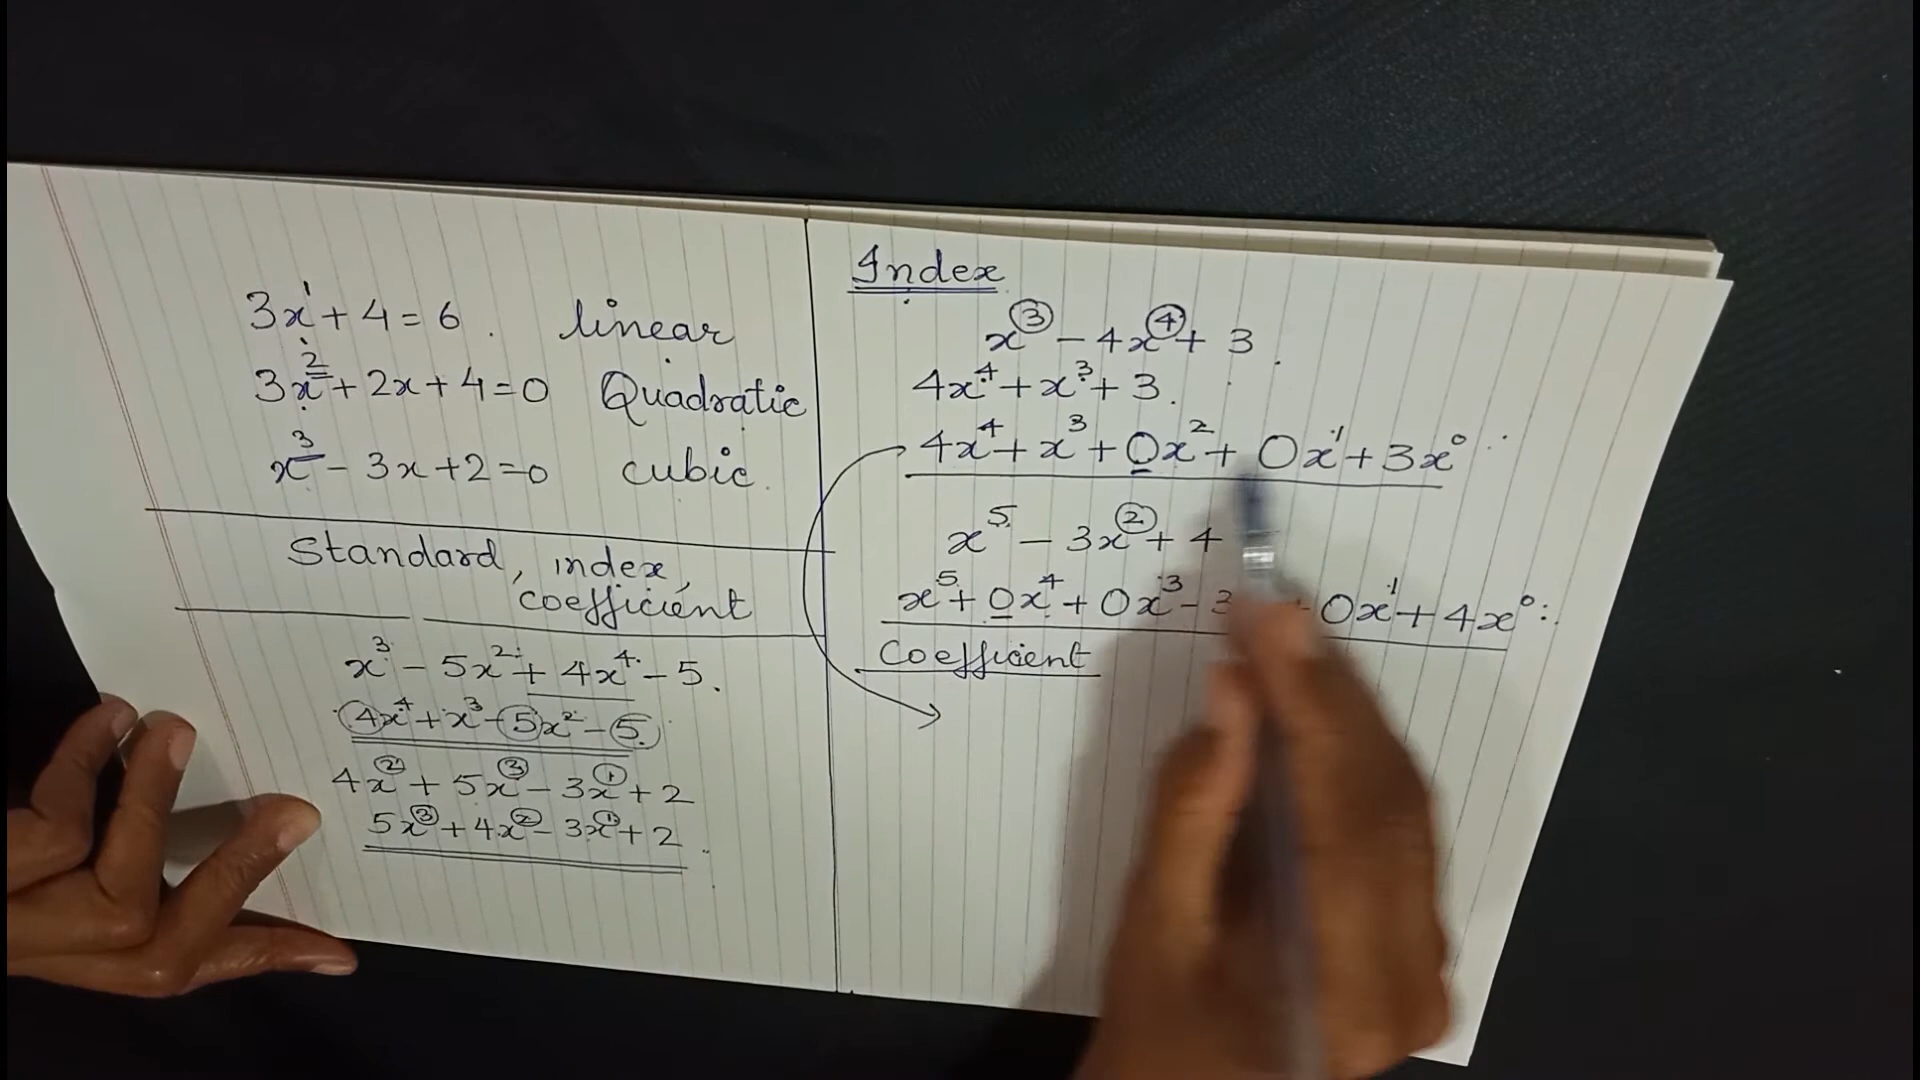 3x¹ + 4 = 6 . linear
3x² + 2x + 4 = 0 Quadratic
x³ - 3x + 2 = 0 cubic.
Standard, index,
coefficient
x³ - 5x² + 4x⁴ - 5.
4x⁴ + x³ - 5x² - 5.
4x² + 5x³ - 3x¹ + 2
5x³ + 4x² - 3x¹ + 2
Index
x³ - 4x⁴ + 3
4x⁴ + x³ + 3.
4x⁴ + x³ + 0x² + 0x¹ + 3x⁰
x⁵ - 3x² + 4
x⁵ + 0x⁴ + 0x³ - 3 + 0x¹ + 4x⁰
Coefficient